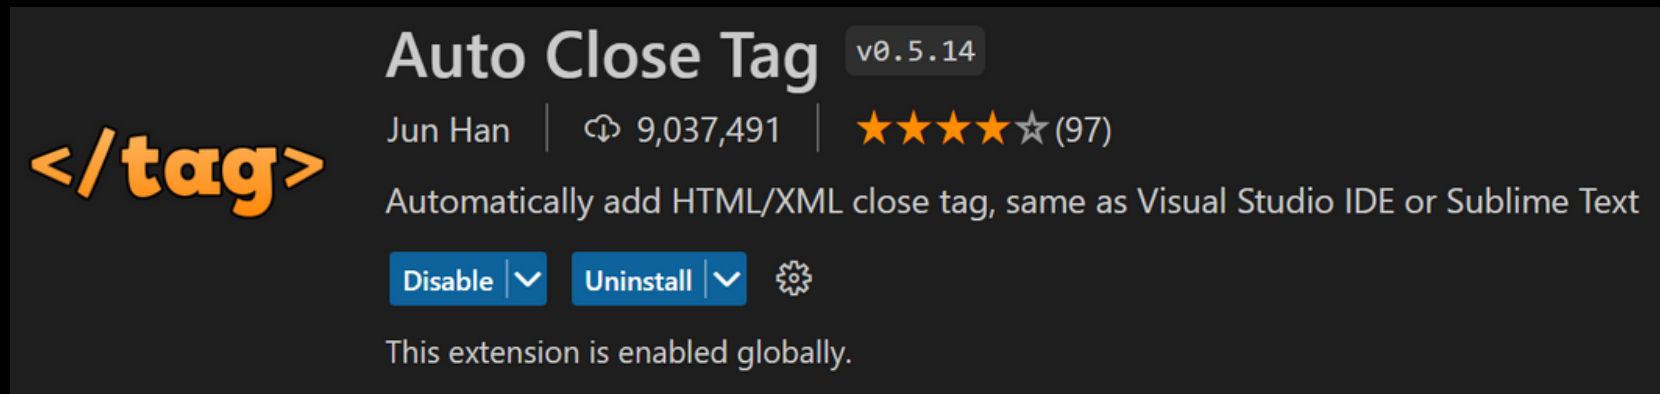 </tag>
Auto Close Tag v0.5.14
Jun Han 9,037,491 (97)
Automatically add HTML/XML close tag, same as Visual Studio IDE or Sublime Text
Disable Uninstall
This extension is enabled globally.